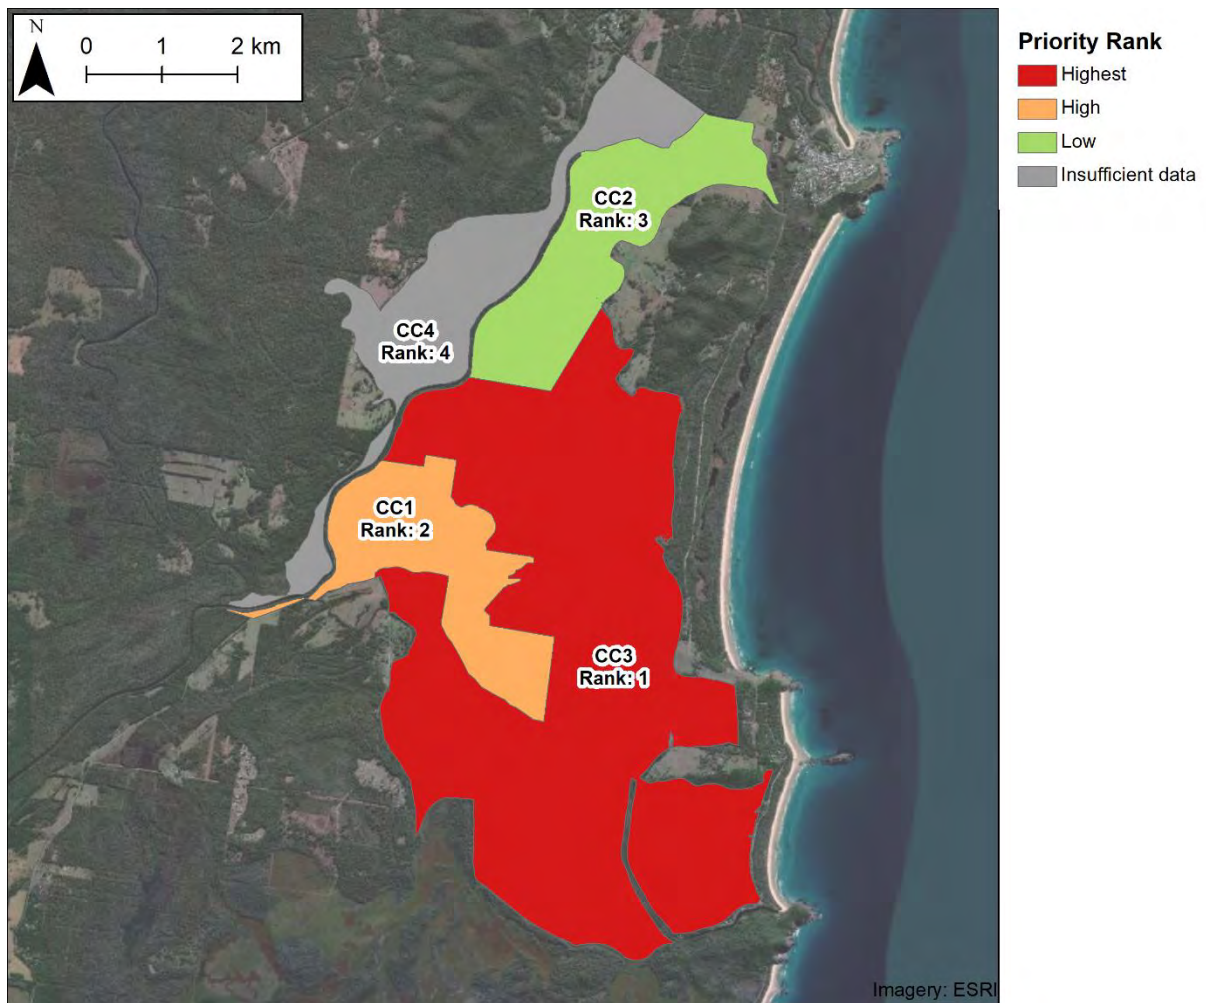 N
0 1 2 km
Priority Rank
Highest
High
Low
Insufficient data
CC2
Rank: 3
CC4
Rank: 4
CC1
Rank: 2
CC3
Rank: 1
Imagery: ESRI